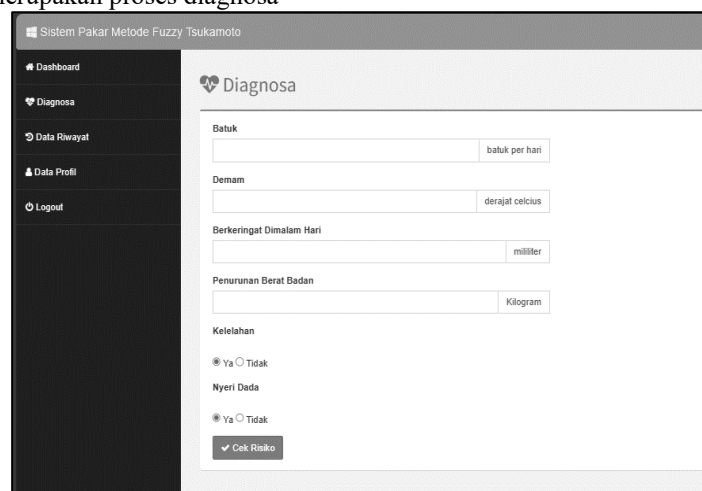 merupakan proses diagnosa
Sistem Pakar Metode Fuzzy Tsukamoto
Dashboard
Diagnosa
Diagnosa
Data Riwayat
Data Profil
Logout
Batuk
batuk per hari
Demam
derajat celcius
Berkeringat Dimalam Hari
mililiter
Penurunan Berat Badan
Kilogram
Kelelahan
Ya Tidak
Nyeri Dada
Ya Tidak
Cek Risiko